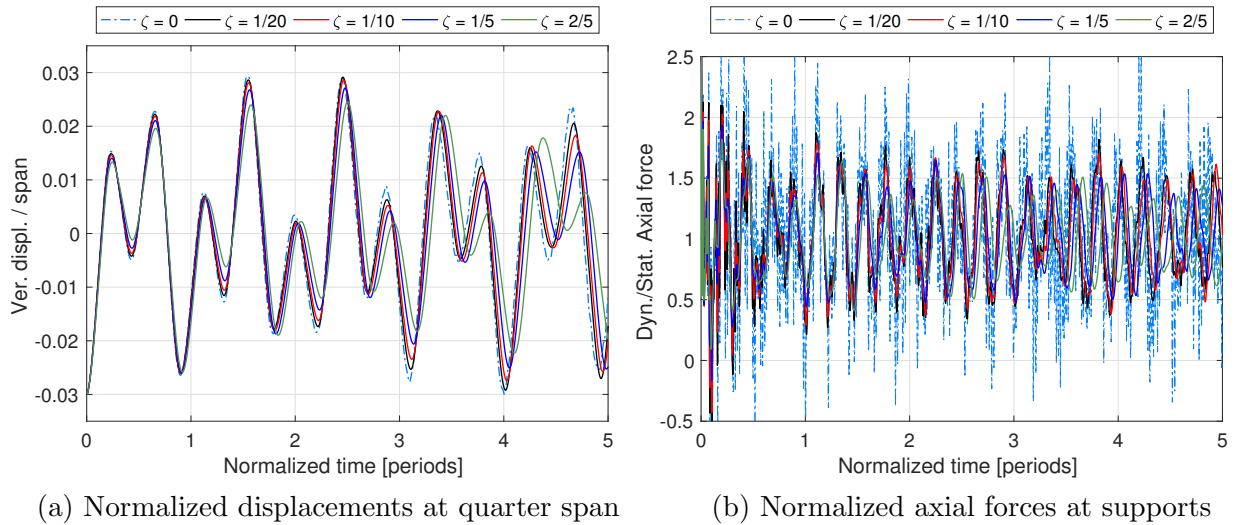 ζ = 0 ζ = 1/20 ζ = 1/10 ζ = 1/5 ζ = 2/5
0.03
0.02
0.01
0
-0.01
-0.02
-0.03
Ver. displ. / span
0 1 2 3 4 5
Normalized time [periods]
(a) Normalized displacements at quarter span
ζ = 0 ζ = 1/20 ζ = 1/10 ζ = 1/5 ζ = 2/5
2.5
2
1.5
1
0.5
0
-0.5
Dyn./Stat. Axial force
0 1 2 3 4 5
Normalized time [periods]
(b) Normalized axial forces at supports